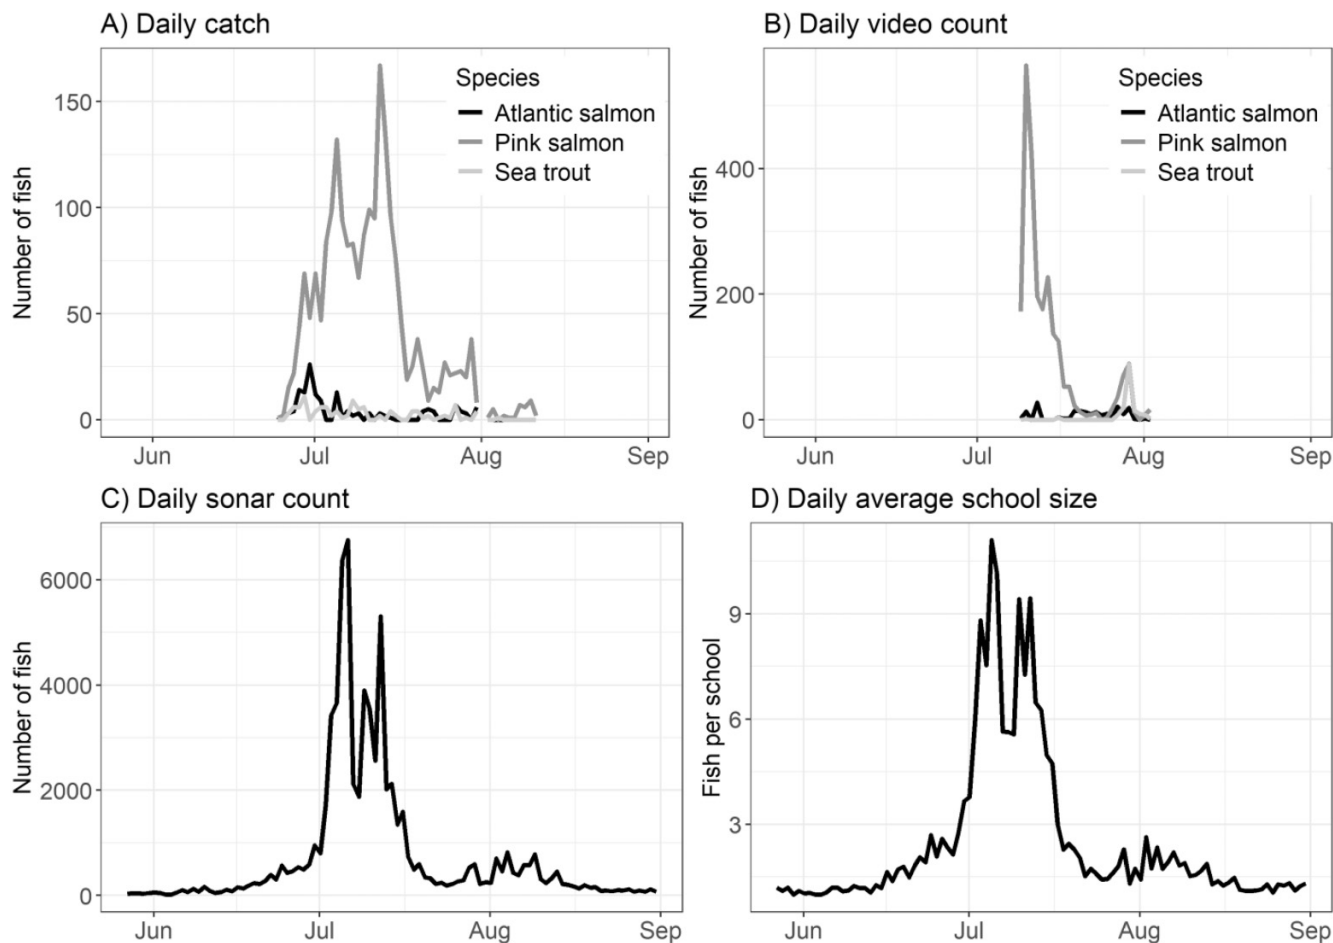 A) Daily catch
Number of fish
150
100
50
0
Species
Atlantic salmon
Pink salmon
Sea trout
Jun Jul Aug Sep
B) Daily video count
Number of fish
400
200
0
Species
Atlantic salmon
Pink salmon
Sea trout
Jun Jul Aug Sep
C) Daily sonar count
Number of fish
6000
4000
2000
0
Jun Jul Aug Sep
D) Daily average school size
Fish per school
9
6
3
Jun Jul Aug Sep